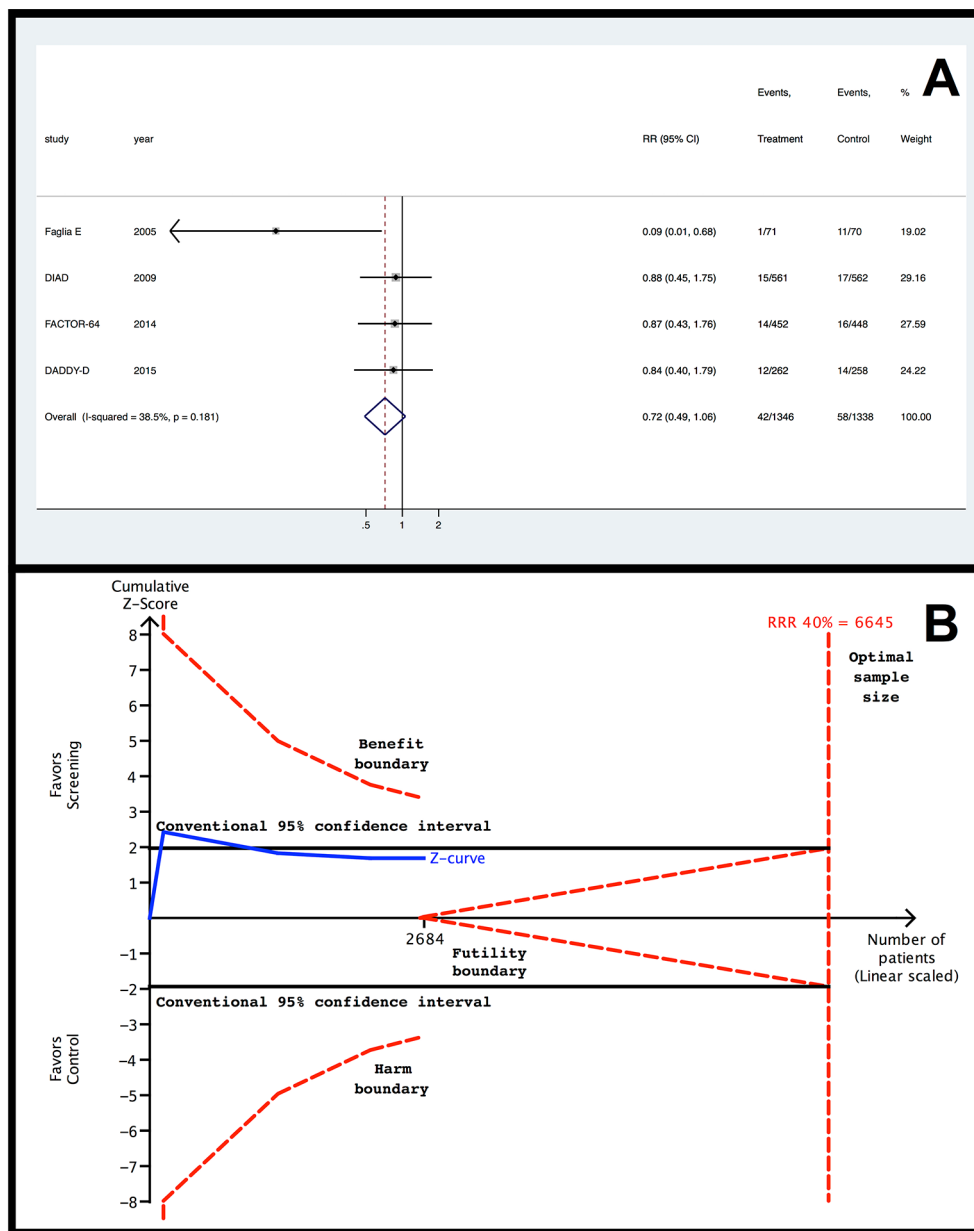 A
Events, Events, %
study year RR (95% CI) Treatment Control Weight
Faglia E 2005 0.09 (0.01, 0.68) 1/71 11/70 19.02
DIAD 2009 0.88 (0.45, 1.75) 15/561 17/562 29.16
FACTOR-64 2014 0.87 (0.43, 1.76) 14/452 16/448 27.59
DADDY-D 2015 0.84 (0.40, 1.79) 12/262 14/258 24.22
Overall (I-squared = 38.5%, p = 0.181) 0.72 (0.49, 1.06) 42/1346 58/1338 100.00
.5 1 2
B
Cumulative
Z-Score
RRR 40% = 6645
Optimal
sample
size
8
7
6
5
4
3
2
1
-1
-2
-3
-4
-5
-6
-7
-8
Favors
Screening
Favors
Control
Benefit
boundary
Conventional 95% confidence interval
Z-curve
2684
Number of
patients
(Linear scaled)
Futility
boundary
Conventional 95% confidence interval
Harm
boundary